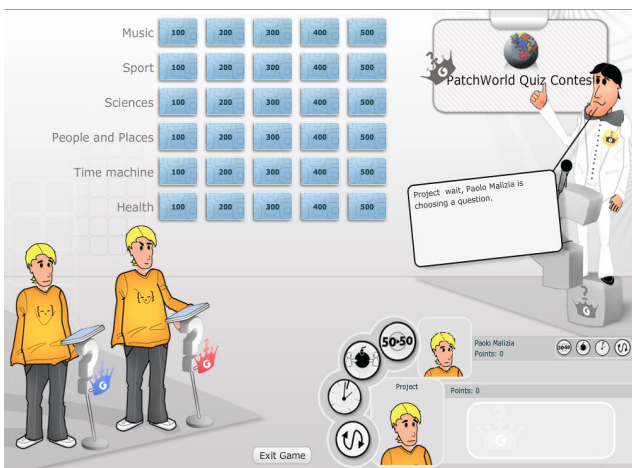 Music 100 200 300 400 500
Sport 100 200 300 400 500
Sciences 100 200 300 400 500
People and Places 100 200 300 400 500
Time machine 100 200 300 400 500
Health 100 200 300 400 500
PatchWorld Quiz Contes
Project wait, Paolo Malizia is
choosing a question.
50-50
Paolo Malizia
Points: 0
50-50
Project
Points: 0
Exit Game
G
G
G
G
G